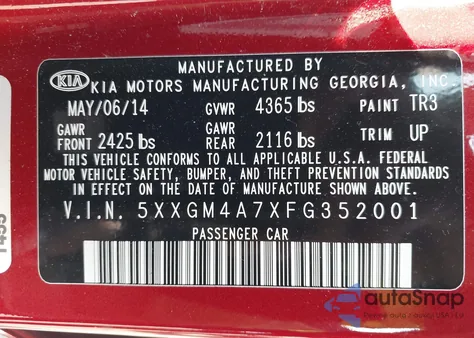 MANUFACTURED BY
KIA KIA MOTORS MANUFACTURING GEORGIA, INC.
MAY/06/14 GVWR 4365 lbs PAINT TR3
GAWR FRONT 2425 lbs GAWR REAR 2116 lbs TRIM UP
THIS VEHICLE CONFORMS TO ALL APPLICABLE U.S.A. FEDERAL
MOTOR VEHICLE SAFETY, BUMPER, AND THEFT PREVENTION STANDARDS
IN EFFECT ON THE DATE OF MANUFACTURE SHOWN ABOVE.
V.I.N. 5XXGM4A7XFG352001
PASSENGER CAR
autoSnap